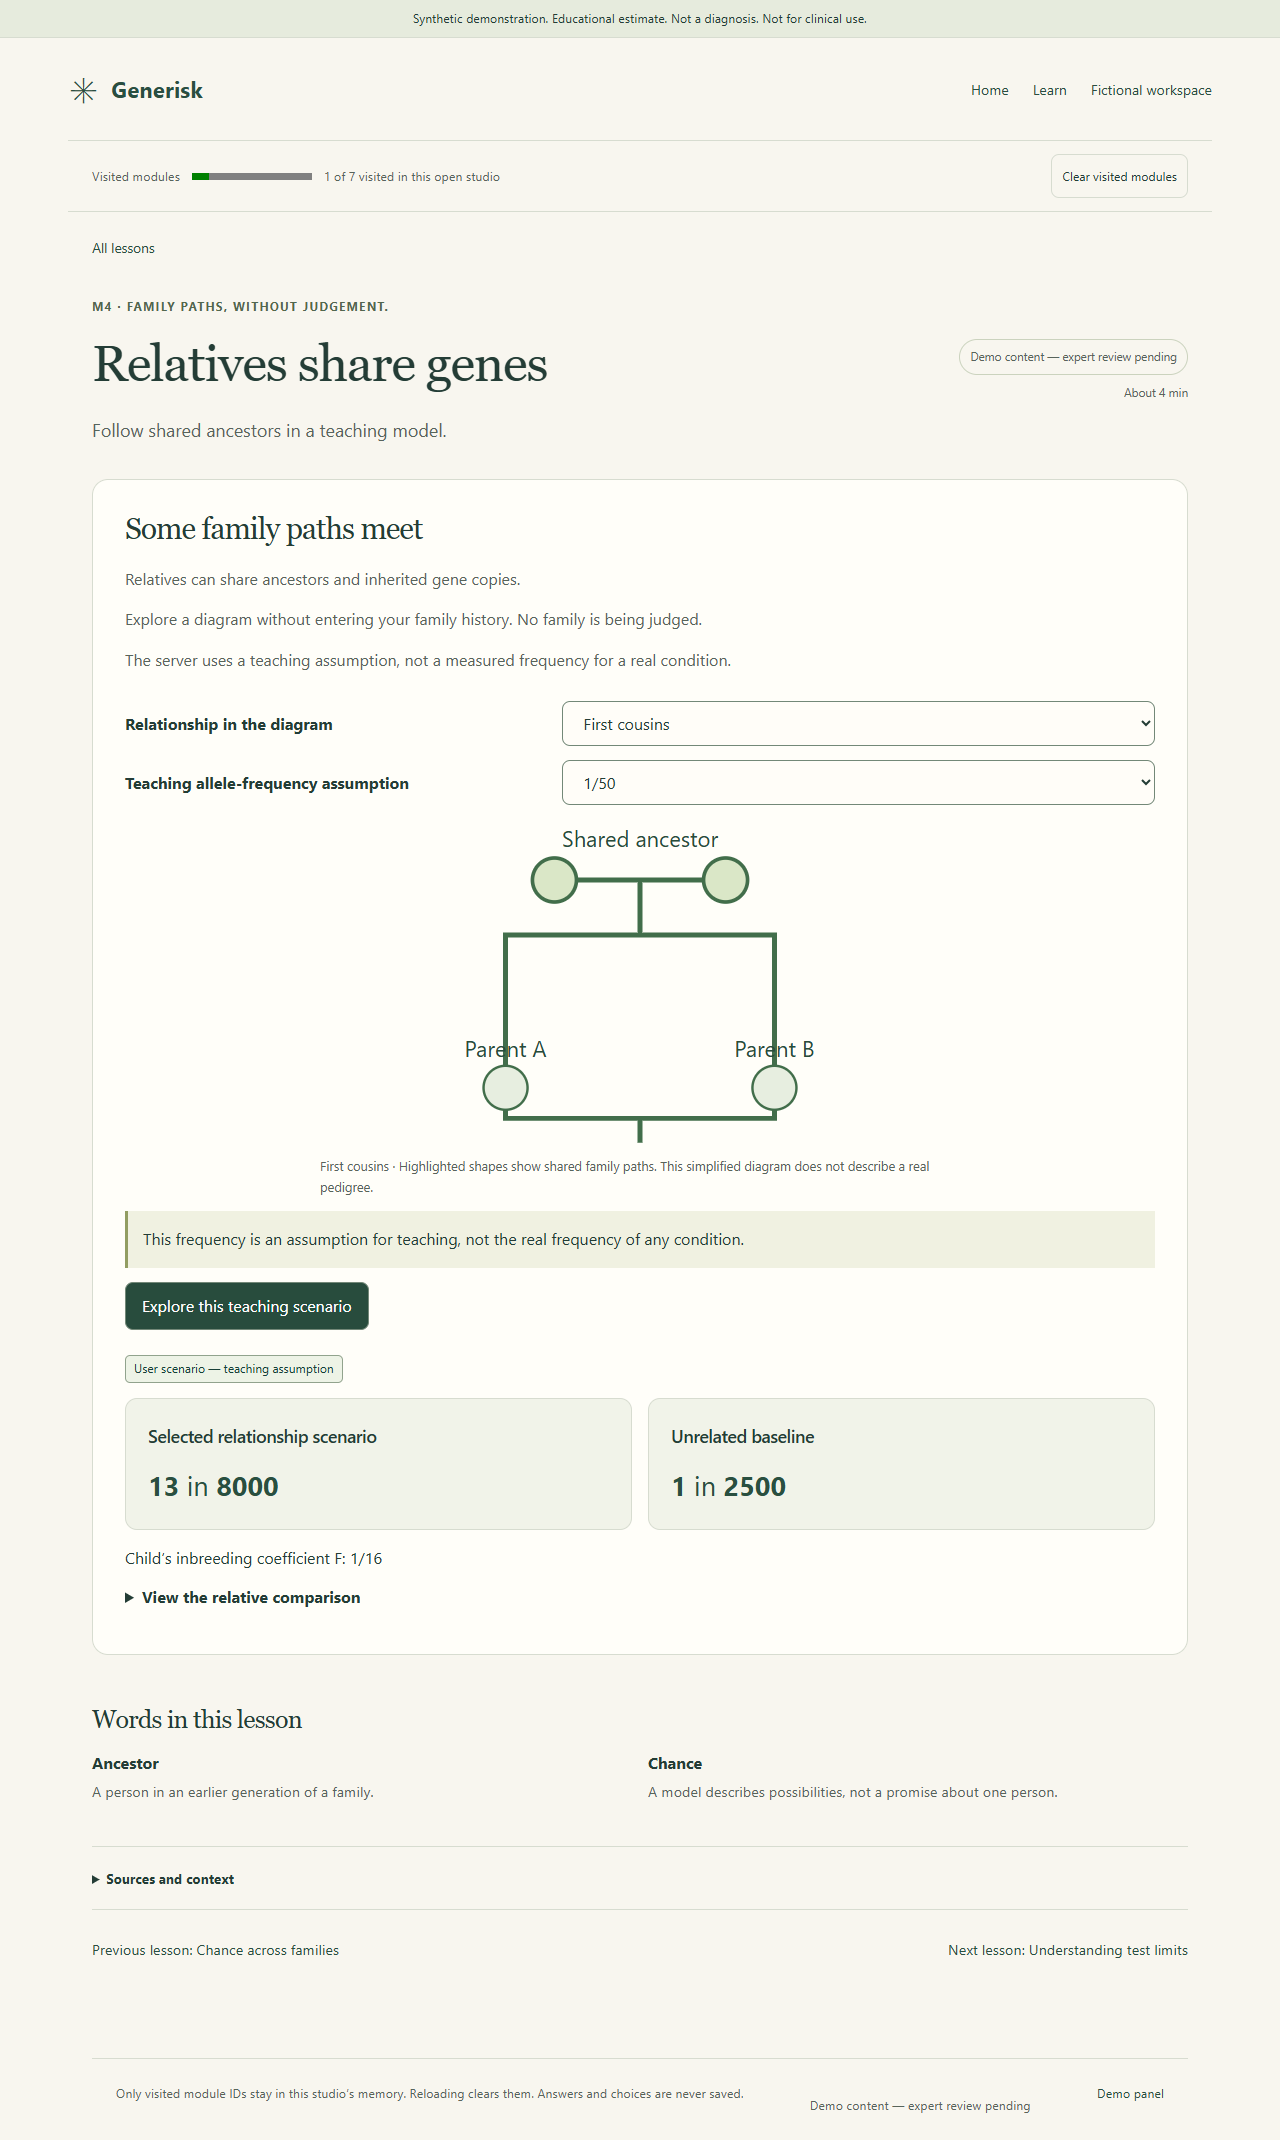 Synthetic demonstration. Educational estimate. Not a diagnosis. Not for clinical use.
Generisk
Home
Learn
Fictional workspace
Visited modules
1 of 7 visited in this open studio
Clear visited modules
All lessons
M4 · FAMILY PATHS, WITHOUT JUDGEMENT.
Relatives share genes
Demo content — expert review pending
About 4 min
Follow shared ancestors in a teaching model.
Some family paths meet
Relatives can share ancestors and inherited gene copies.
Explore a diagram without entering your family history. No family is being judged.
The server uses a teaching assumption, not a measured frequency for a real condition.
Relationship in the diagram
First cousins
Teaching allele-frequency assumption
1/50
Shared ancestor
Parent A
Parent B
First cousins · Highlighted shapes show shared family paths. This simplified diagram does not describe a real
pedigree.
This frequency is an assumption for teaching, not the real frequency of any condition.
Explore this teaching scenario
User scenario — teaching assumption
Selected relationship scenario
13 in 8000
Unrelated baseline
1 in 2500
Child's inbreeding coefficient F: 1/16
View the relative comparison
Words in this lesson
Ancestor
A person in an earlier generation of a family.
Chance
A model describes possibilities, not a promise about one person.
Sources and context
Previous lesson: Chance across families
Next lesson: Understanding test limits
Only visited module IDs stay in this studio's memory. Reloading clears them. Answers and choices are never saved.
Demo content — expert review pending
Demo panel